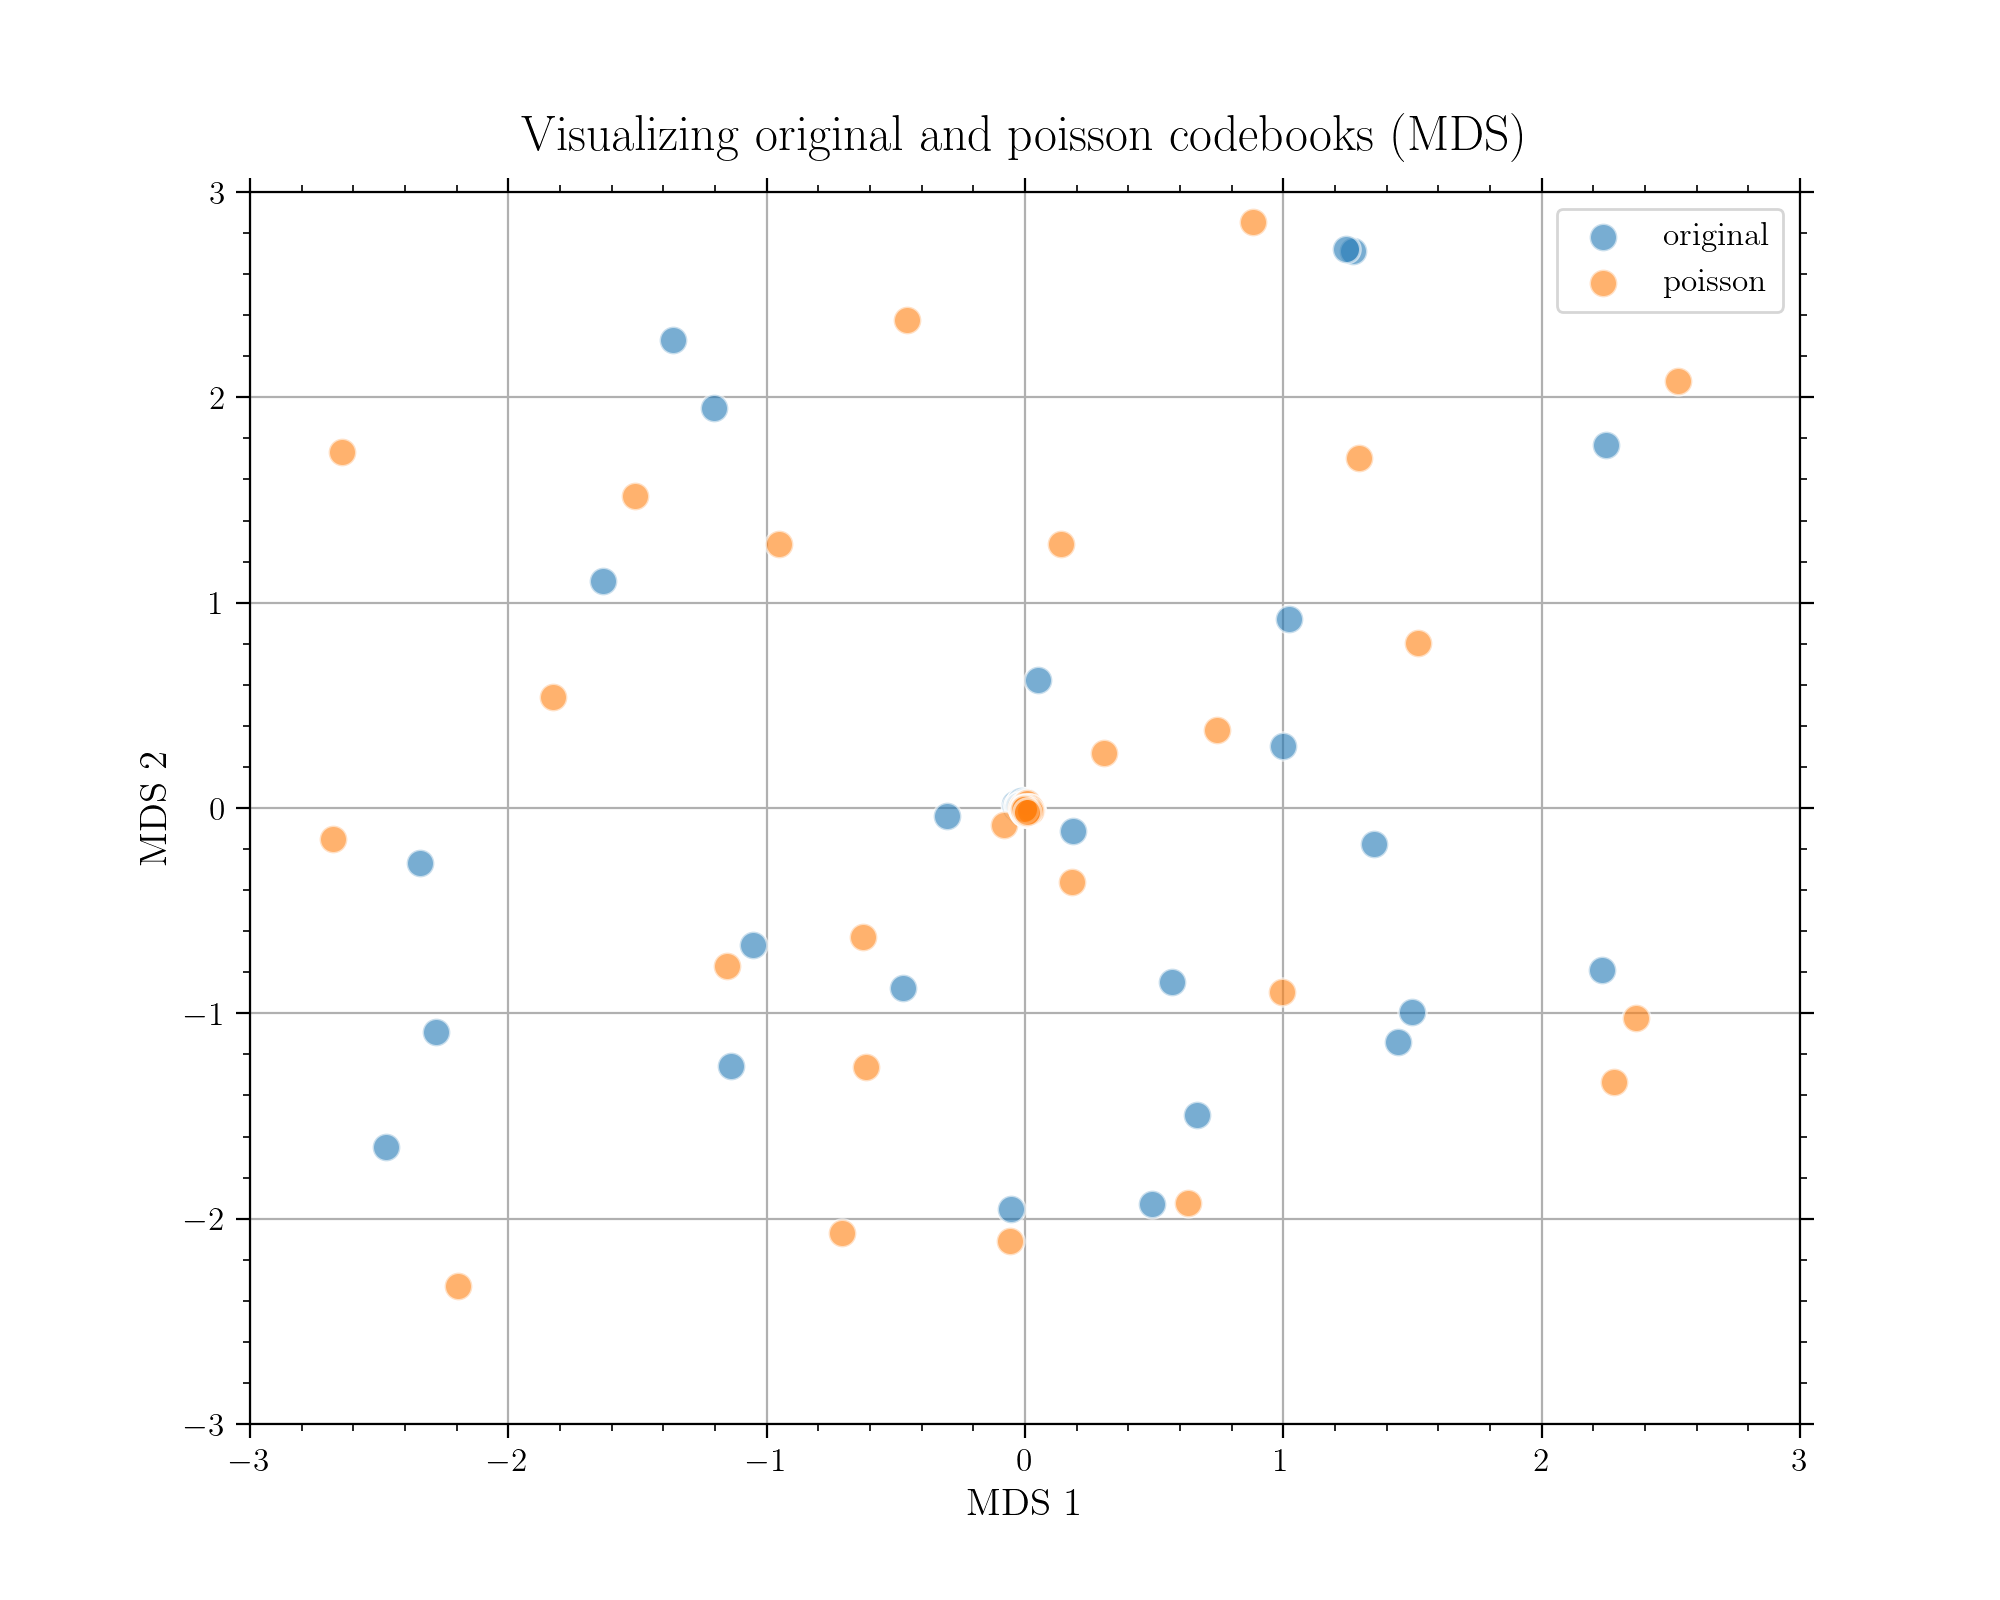 Visualizing original and poisson codebooks (MDS)
original
poisson
3
2
1
0
−1
−2
−3
MDS 2
−3
−2
−1
0
1
2
3
MDS 1